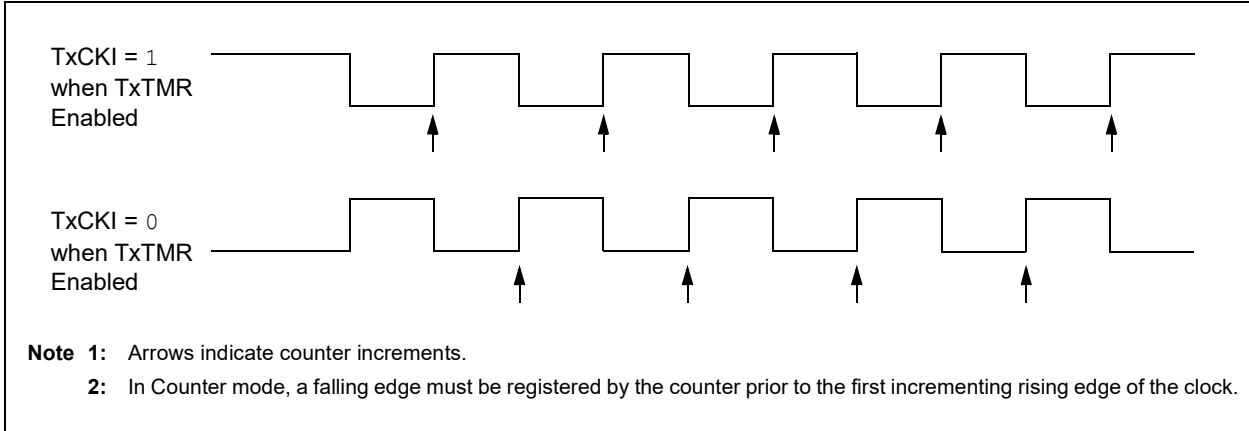 TxCKI = 1
when TxTMR
Enabled
TxCKI = 0
when TxTMR
Enabled
Note 1: Arrows indicate counter increments.
2: In Counter mode, a falling edge must be registered by the counter prior to the first incrementing rising edge of the clock.